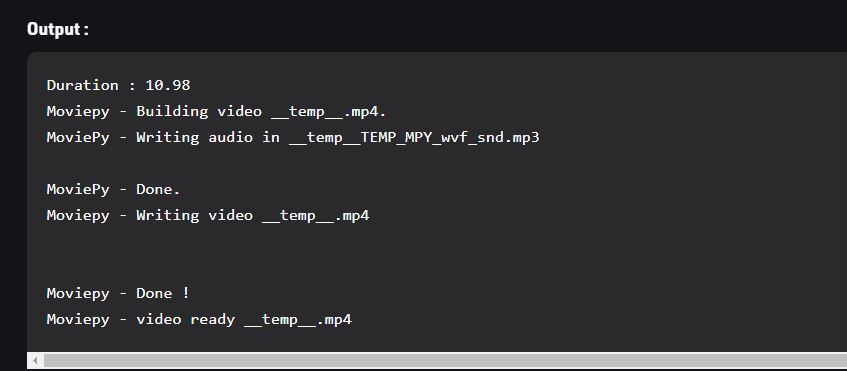 Output :
Duration : 10.98
Moviepy - Building video __temp__.mp4.
MoviePy - Writing audio in __temp__TEMP_MPY_wvf_snd.mp3
MoviePy - Done.
Moviepy - Writing video __temp__.mp4
Moviepy - Done !
Moviepy - video ready __temp__.mp4